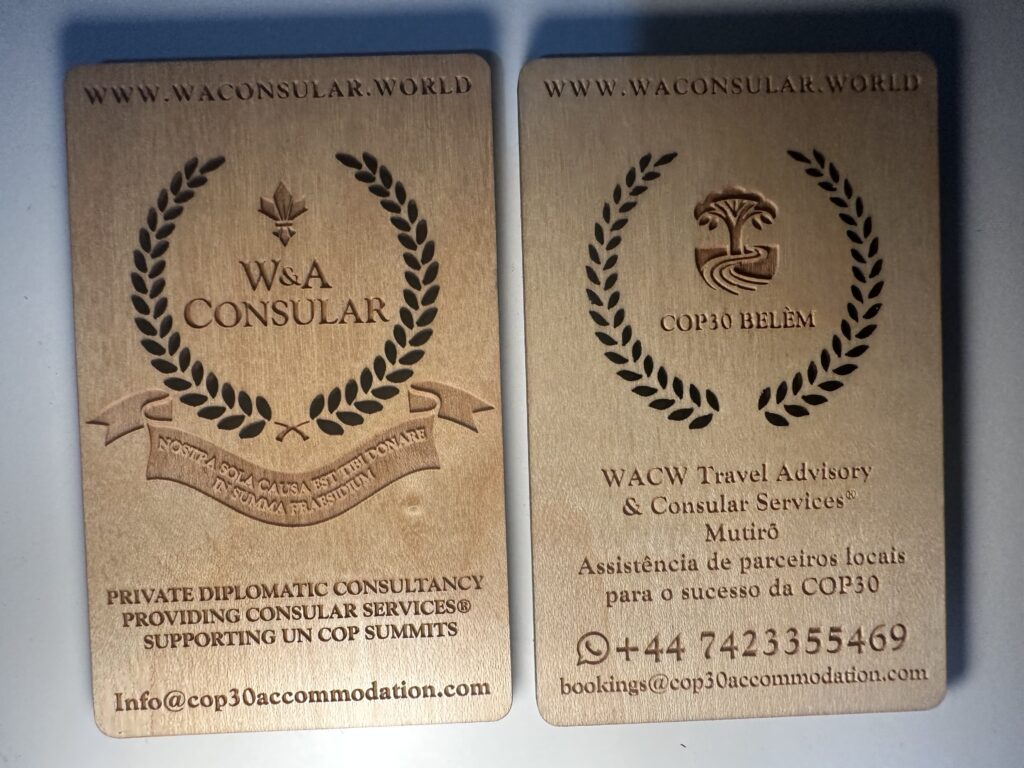 WWW.WACONSULAR.WORLD
W&A
CONSULAR
NOSTRA SOLA CAUSA EST TIBI DONARE
IN SUMMA PRAESIDIUM
PRIVATE DIPLOMATIC CONSULTANCY
PROVIDING CONSULAR SERVICES®
SUPPORTING UN COP SUMMITS
Info@cop30accommodation.com
WWW.WACONSULAR.WORLD
COP30 BELÈM
WACW Travel Advisory
& Consular Services®
Mutirõ
Assistência de parceiros locais
para o sucesso da COP30
+44 7423355469
bookings@cop30accommodation.com